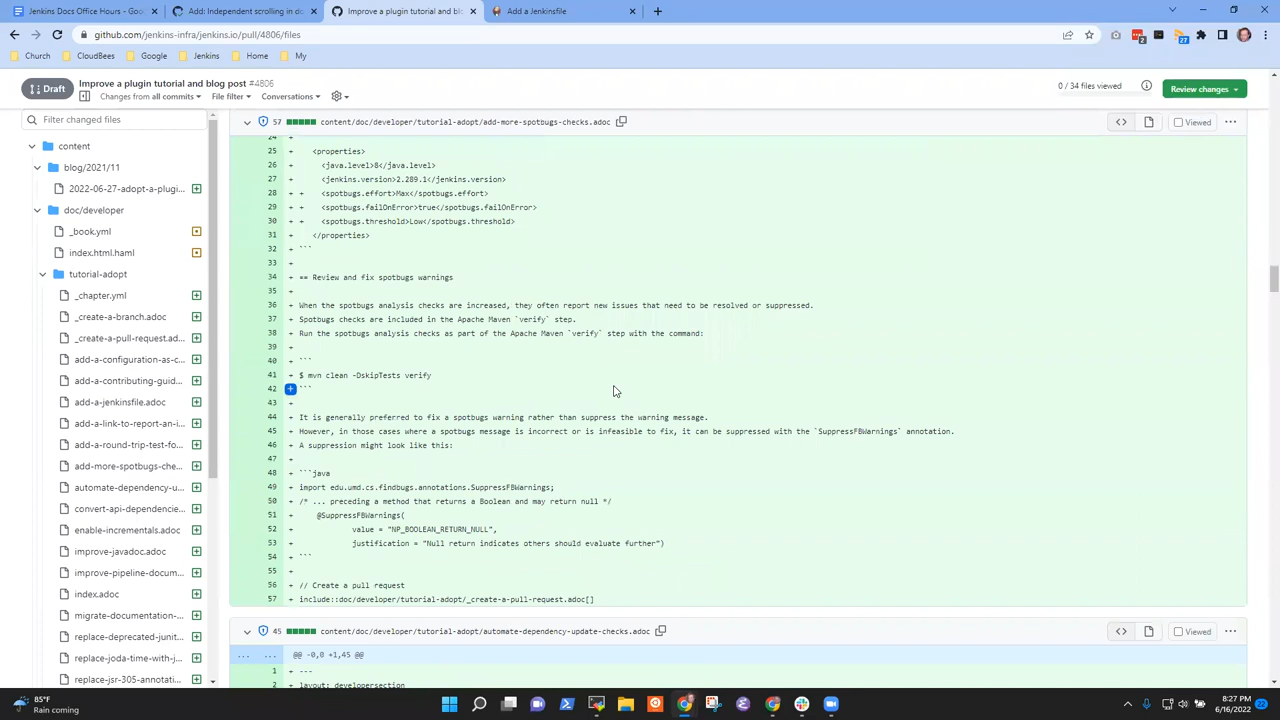 Jenkins Docs Office Hours - Goo
Add: Independent scrolling in do
Improve a plugin tutorial and blo
Add a Jenkinsfile
github.com/jenkins-infra/jenkins.io/pull/4806/files
2
27
Church
CloudBees
Google
Jenkins
Home
My
Draft
Improve a plugin tutorial and blog post #4806
Changes from all commits
File filter
Conversations
0 / 34 files viewed
Review changes
Filter changed files
content
blog/2021/11
2022-06-27-adopt-a-plugi...
doc/developer
_book.yml
index.html.haml
tutorial-adopt
_chapter.yml
_create-a-branch.adoc
_create-a-pull-request.ad...
add-a-configuration-as-c...
add-a-contributing-guid...
add-a-jenkinsfile.adoc
add-a-link-to-report-an-i...
add-a-round-trip-test-fo...
add-more-spotbugs-che...
automate-dependency-u...
convert-api-dependencie...
enable-incrementals.adoc
improve-javadoc.adoc
improve-pipeline-docum...
index.adoc
migrate-documentation-...
replace-deprecated-junit...
replace-joda-time-with-j...
replace-jsr-305-annotati...
57 content/doc/developer/tutorial-adopt/add-more-spotbugs-checks.adoc
Viewed
24 +
25 + <properties>
26 + <java.level>8</java.level>
27 + <jenkins.version>2.289.1</jenkins.version>
28 + + <spotbugs.effort>Max</spotbugs.effort>
29 + + <spotbugs.failOnError>true</spotbugs.failOnError>
30 + + <spotbugs.threshold>Low</spotbugs.threshold>
31 + </properties>
32 + ```
33 +
34 + == Review and fix spotbugs warnings
35 +
36 + When the spotbugs analysis checks are increased, they often report new issues that need to be resolved or suppressed.
37 + Spotbugs checks are included in the Apache Maven `verify` step.
38 + Run the spotbugs analysis checks as part of the Apache Maven `verify` step with the command:
39 +
40 + ```
41 + $ mvn clean -DskipTests verify
42 ```
43 +
44 + It is generally preferred to fix a spotbugs warning rather than suppress the warning message.
45 + However, in those cases where a spotbugs message is incorrect or is infeasible to fix, it can be suppressed with the `SuppressFBWarnings` annotation.
46 + A suppression might look like this:
47 +
48 + ```java
49 + import edu.umd.cs.findbugs.annotations.SuppressFBWarnings;
50 + /* ... preceding a method that returns a Boolean and may return null */
51 + @SuppressFBWarnings(
52 + value = "NP_BOOLEAN_RETURN_NULL",
53 + justification = "Null return indicates others should evaluate further")
54 + ```
55 +
56 + // Create a pull request
57 + include::doc/developer/tutorial-adopt/_create-a-pull-request.adoc[]
45 content/doc/developer/tutorial-adopt/automate-dependency-update-checks.adoc
Viewed
... ... @@ -0,0 +1,45 @@
1 + ---
2 + layout: developersection
85°F
Rain coming
8:27 PM
6/16/2022
22